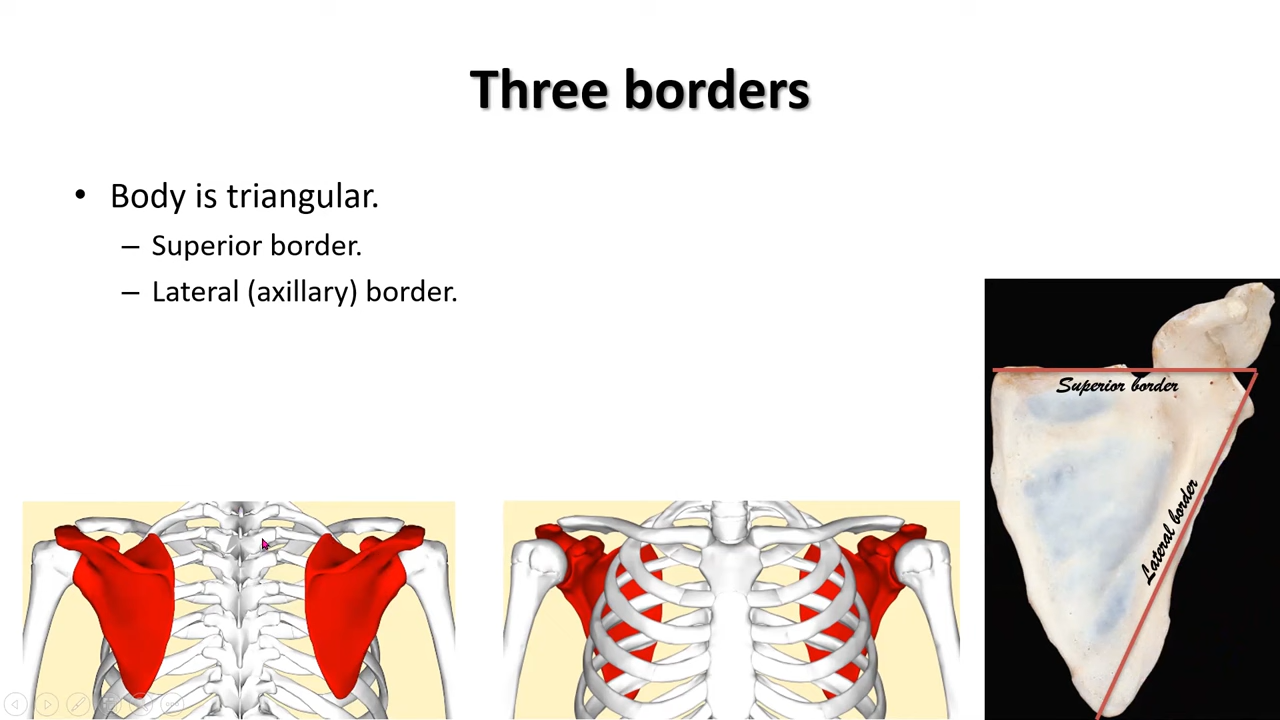 Three borders
• Body is triangular.
– Superior border.
– Lateral (axillary) border.
Superior border
Lateral border